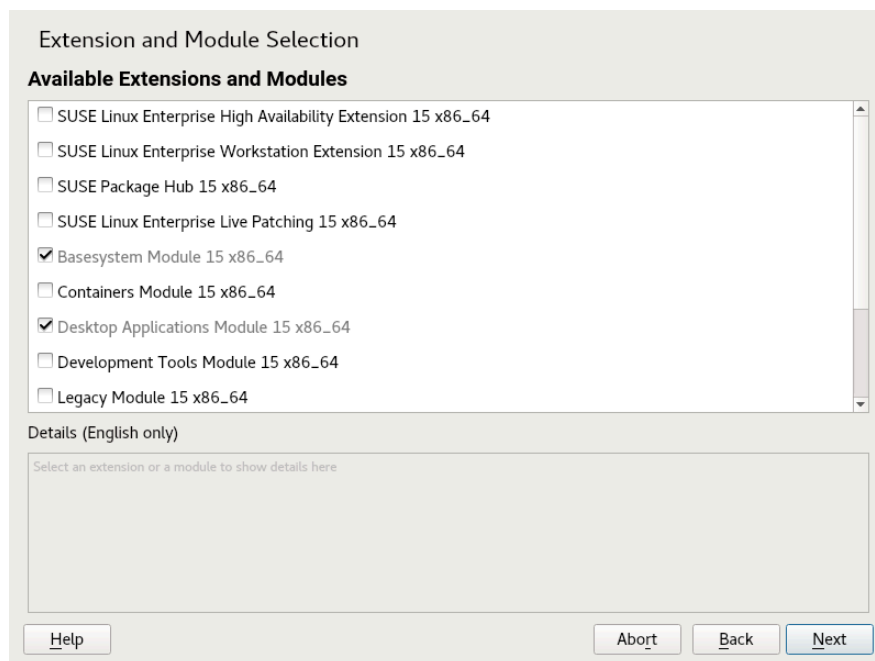 Extension and Module Selection
Available Extensions and Modules
SUSE Linux Enterprise High Availability Extension 15 x86_64
SUSE Linux Enterprise Workstation Extension 15 x86_64
SUSE Package Hub 15 x86_64
SUSE Linux Enterprise Live Patching 15 x86_64
Basesystem Module 15 x86_64
Containers Module 15 x86_64
Desktop Applications Module 15 x86_64
Development Tools Module 15 x86_64
Legacy Module 15 x86_64
Details (English only)
Select an extension or a module to show details here
Help Abort Back Next